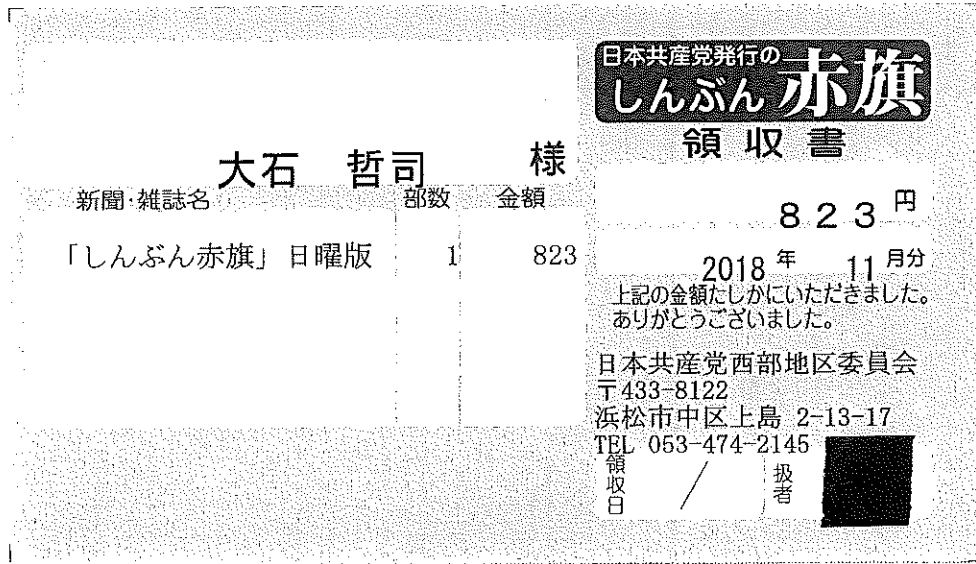 大石　哲司　様
新聞・雑誌名　部数　金額
「しんぶん赤旗」日曜版　1　823
日本共産党発行の
しんぶん赤旗
領収書
823円
2018年　11月分
上記の金額たしかにいただきました。
ありがとうございました。
日本共産党西部地区委員会
〒433-8122
浜松市中区上島 2-13-17
TEL 053-474-2145
領収日　/　扱者